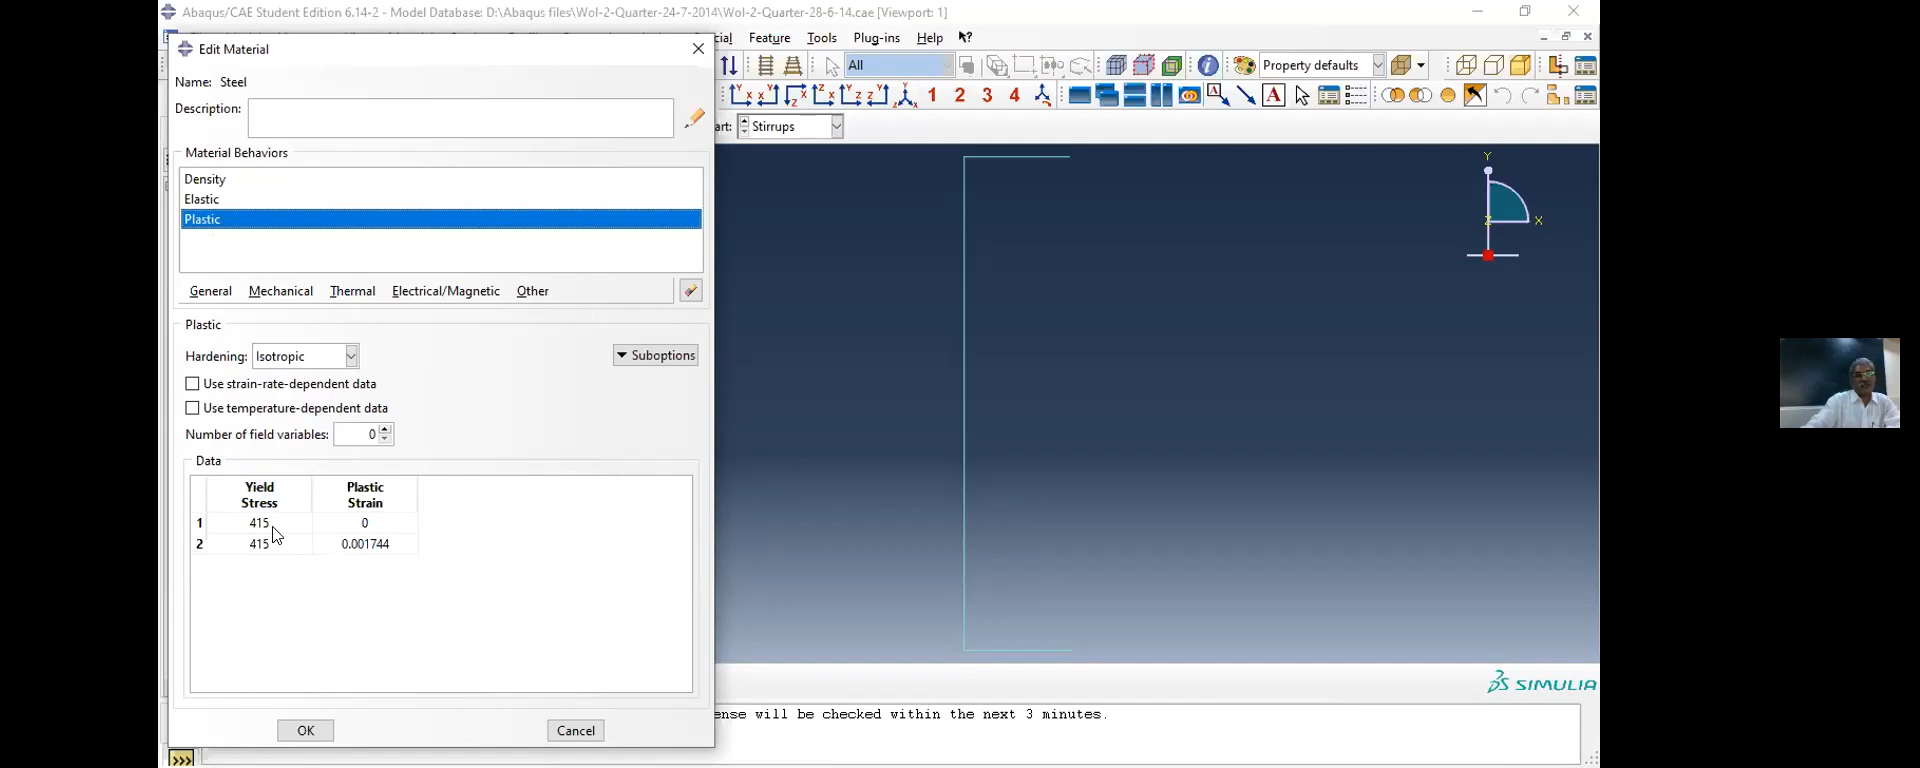 Abaqus/CAE Student Edition 6.14-2 - Model Database: D:\Abaqus files\Wol-2-Quarter-24-7-2014\Wol-2-Quarter-28-6-14.cae [Viewport: 1]
Feature Tools Plug-ins Help
Edit Material
All
Property defaults
Name: Steel
1 2 3 4
Description:
Stirrups
Material Behaviors
Density
Elastic
Plastic
General Mechanical Thermal Electrical/Magnetic Other
Plastic
Hardening: Isotropic
Suboptions
Use strain-rate-dependent data
Use temperature-dependent data
Number of field variables: 0
Data
Yield Stress Plastic Strain
1 415 0
2 415 0.001744
OK Cancel
Y
X
Z
SIMULIA
ense will be checked within the next 3 minutes.
>>>